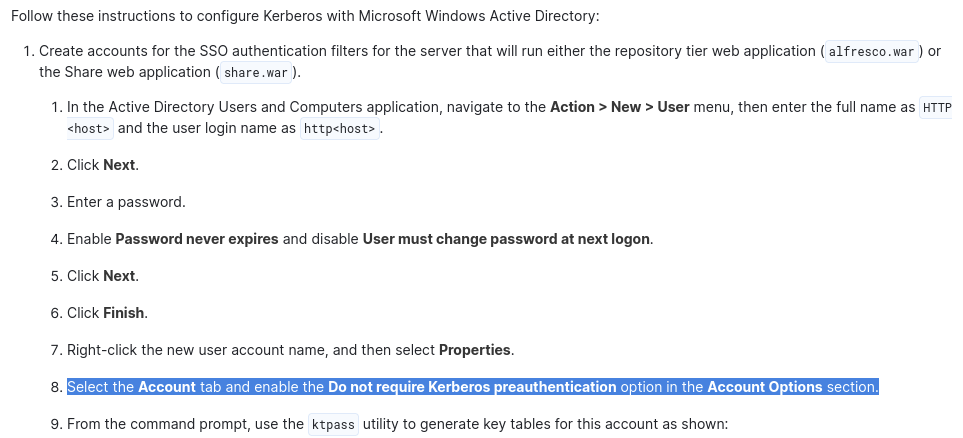 Follow these instructions to configure Kerberos with Microsoft Windows Active Directory:
1. Create accounts for the SSO authentication filters for the server that will run either the repository tier web application (alfresco.war) or
the Share web application (share.war).
1. In the Active Directory Users and Computers application, navigate to the Action > New > User menu, then enter the full name as HTTP
<host> and the user login name as http<host>.
2. Click Next.
3. Enter a password.
4. Enable Password never expires and disable User must change password at next logon.
5. Click Next.
6. Click Finish.
7. Right-click the new user account name, and then select Properties.
8. Select the Account tab and enable the Do not require Kerberos preauthentication option in the Account Options section.
9. From the command prompt, use the ktpass utility to generate key tables for this account as shown: